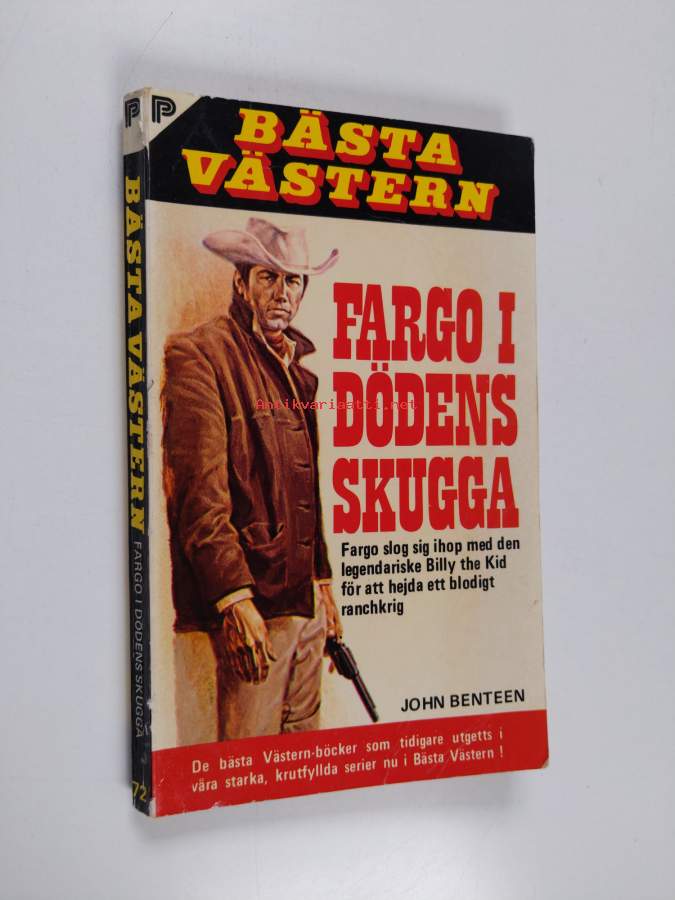 BÄSTA
VÄSTERN
FARGO I
DÖDENS
SKUGGA
Fargo slog sig ihop med den
legendariske Billy the Kid
för att hejda ett blodigt
ranchkrig
JOHN BENTEEN
De bästa Västern-böcker som tidigare utgetts i
våra starka, krutfyllda serier nu i Bästa Västern !
P
P
BÄSTA VÄSTERN
FARGO I DÖDENS SKUGGA
72
Antikvariaatti.net